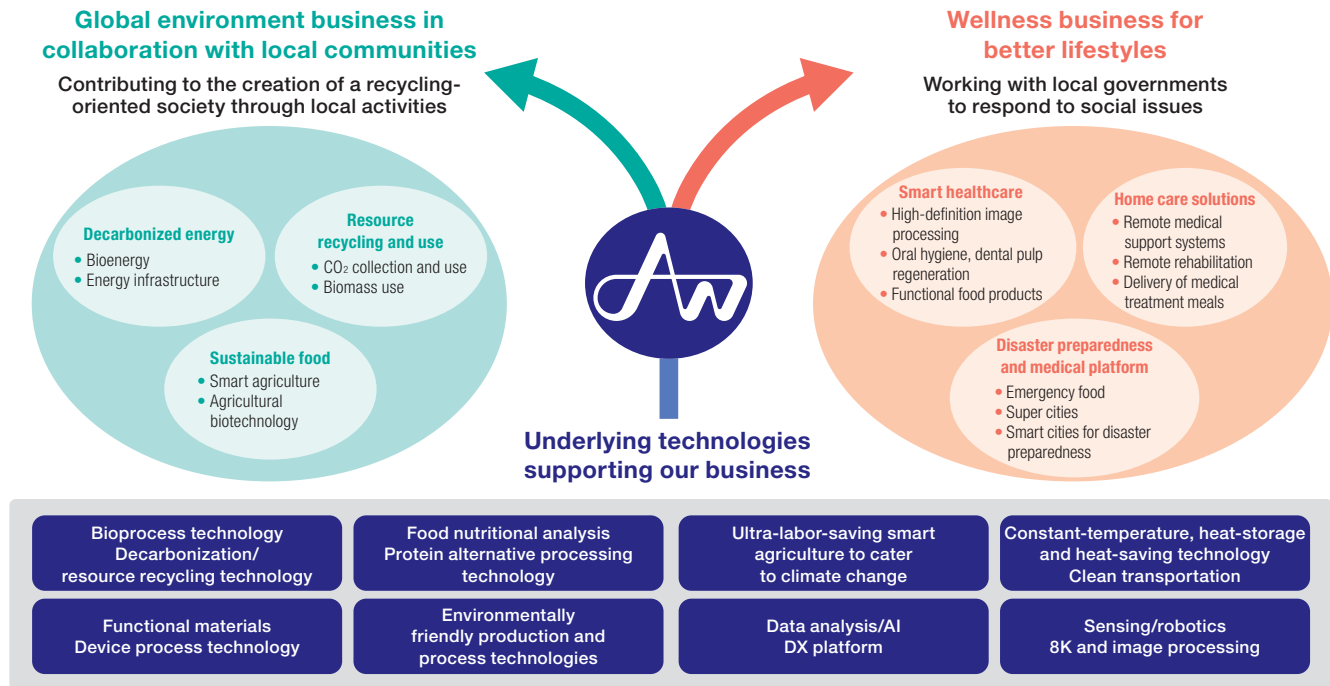 Global environment business in
collaboration with local communities
Contributing to the creation of a recycling-
oriented society through local activities
Decarbonized energy
• Bioenergy
• Energy infrastructure
Resource
recycling and use
• CO₂ collection and use
• Biomass use
Sustainable food
• Smart agriculture
• Agricultural
biotechnology
Wellness business for
better lifestyles
Working with local governments
to respond to social issues
Smart healthcare
• High-definition image
processing
• Oral hygiene, dental pulp
regeneration
• Functional food products
Home care solutions
• Remote medical
support systems
• Remote rehabilitation
• Delivery of medical
treatment meals
Disaster preparedness
and medical platform
• Emergency food
• Super cities
• Smart cities for disaster
preparedness
AW
Underlying technologies
supporting our business
Bioprocess technology
Decarbonization/
resource recycling technology
Food nutritional analysis
Protein alternative processing
technology
Ultra-labor-saving smart
agriculture to cater
to climate change
Constant-temperature, heat-storage
and heat-saving technology
Clean transportation
Functional materials
Device process technology
Environmentally
friendly production and
process technologies
Data analysis/AI
DX platform
Sensing/robotics
8K and image processing